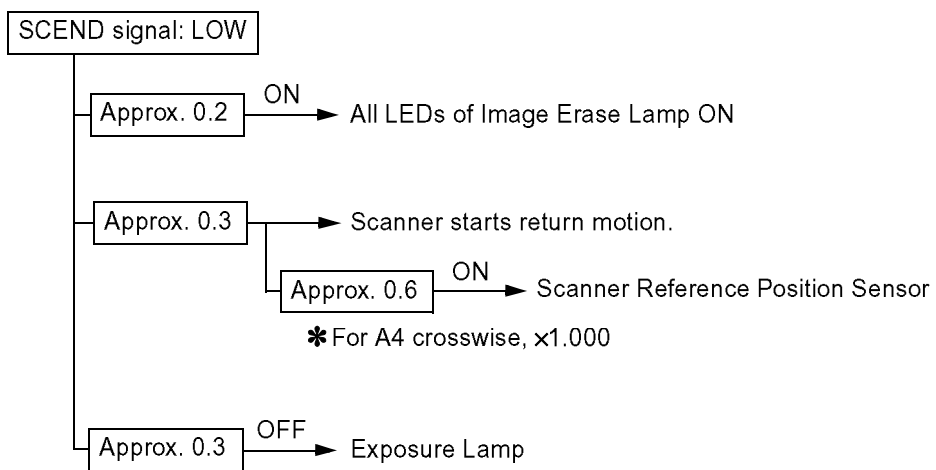 SCEND signal: LOW
ON
Approx. 0.2
All LEDs of Image Erase Lamp ON
Approx. 0.3
Scanner starts return motion.
ON
Approx. 0.6
Scanner Reference Position Sensor
✻For A4 crosswise, ×1.000
OFF
Approx. 0.3
Exposure Lamp